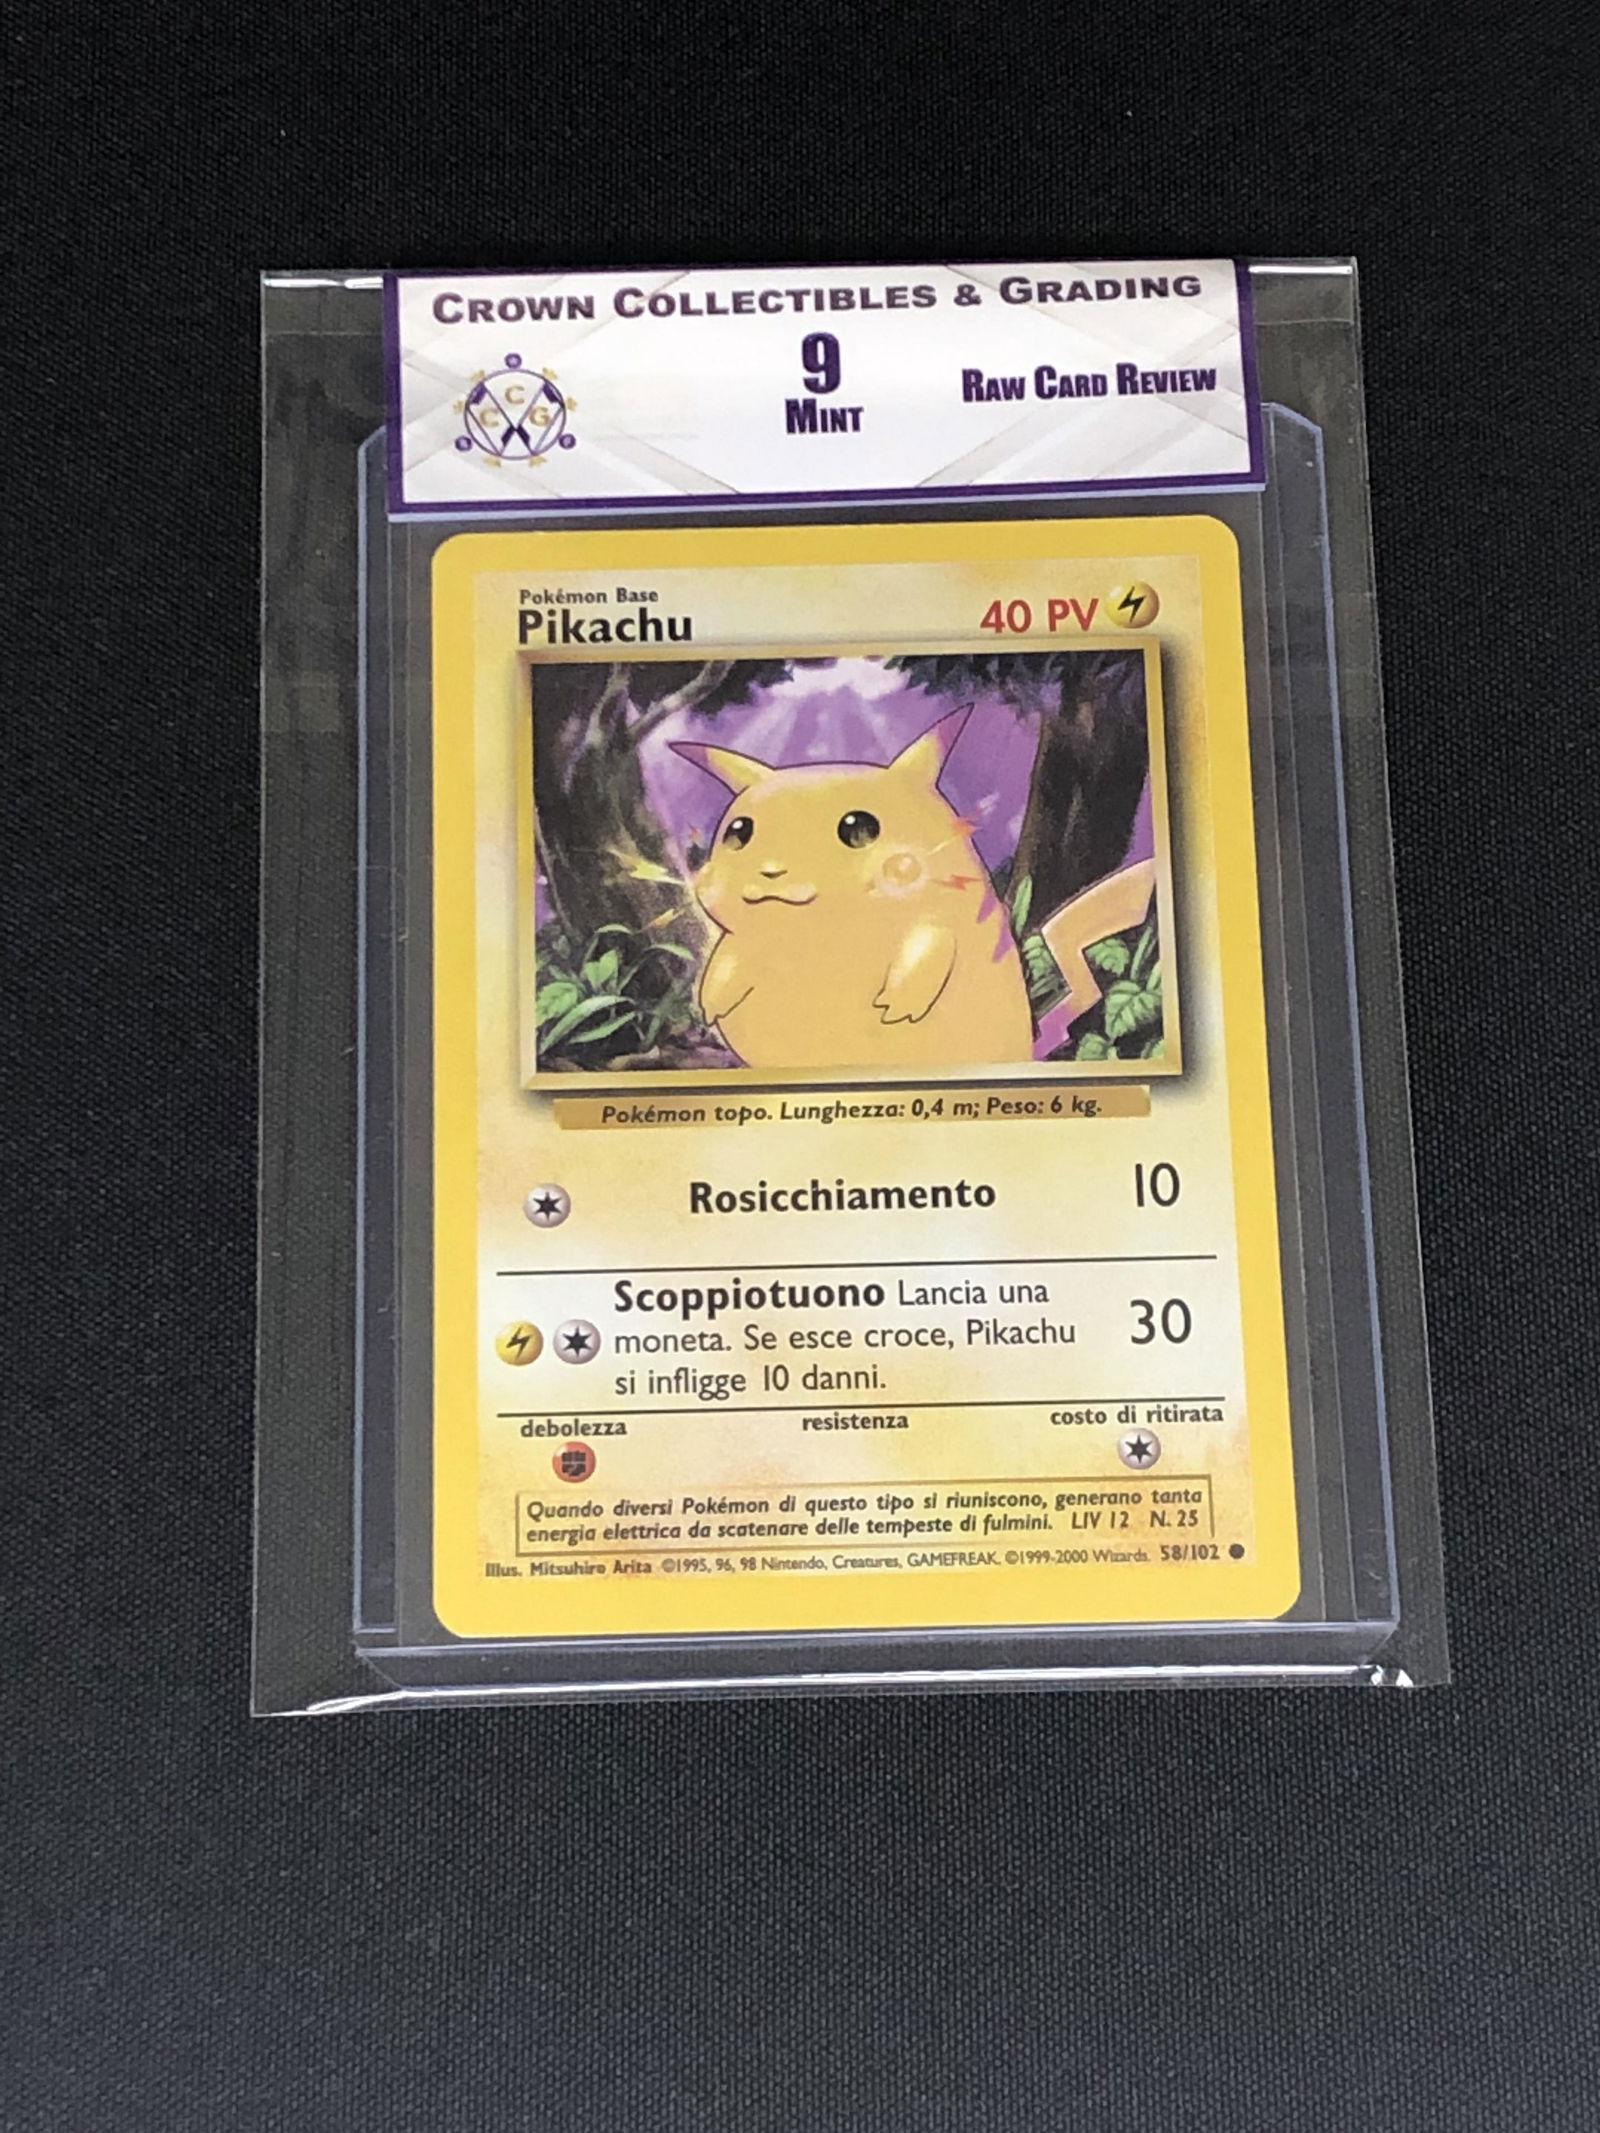 CROWN COLLECTIBLES & GRADING
9
MINT
RAW CARD REVIEW
C
C G
Pokémon Base
Pikachu
40 PV
Pokémon topo. Lunghezza: 0,4 m; Peso: 6 kg.
Rosicchiamento 10
Scoppiotuono Lancia una
moneta. Se esce croce, Pikachu
si infligge 10 danni.
30
debolezza resistenza costo di ritirata
Quando diversi Pokémon di questo tipo si riuniscono, generano tanta
energia elettrica da scatenare delle tempeste di fulmini. LIV 12 N. 25
Illus. Mitsuhiro Arita ©1995, 96, 98 Nintendo, Creatures, GAMEFREAK. ©1999-2000 Wizards. 58/102